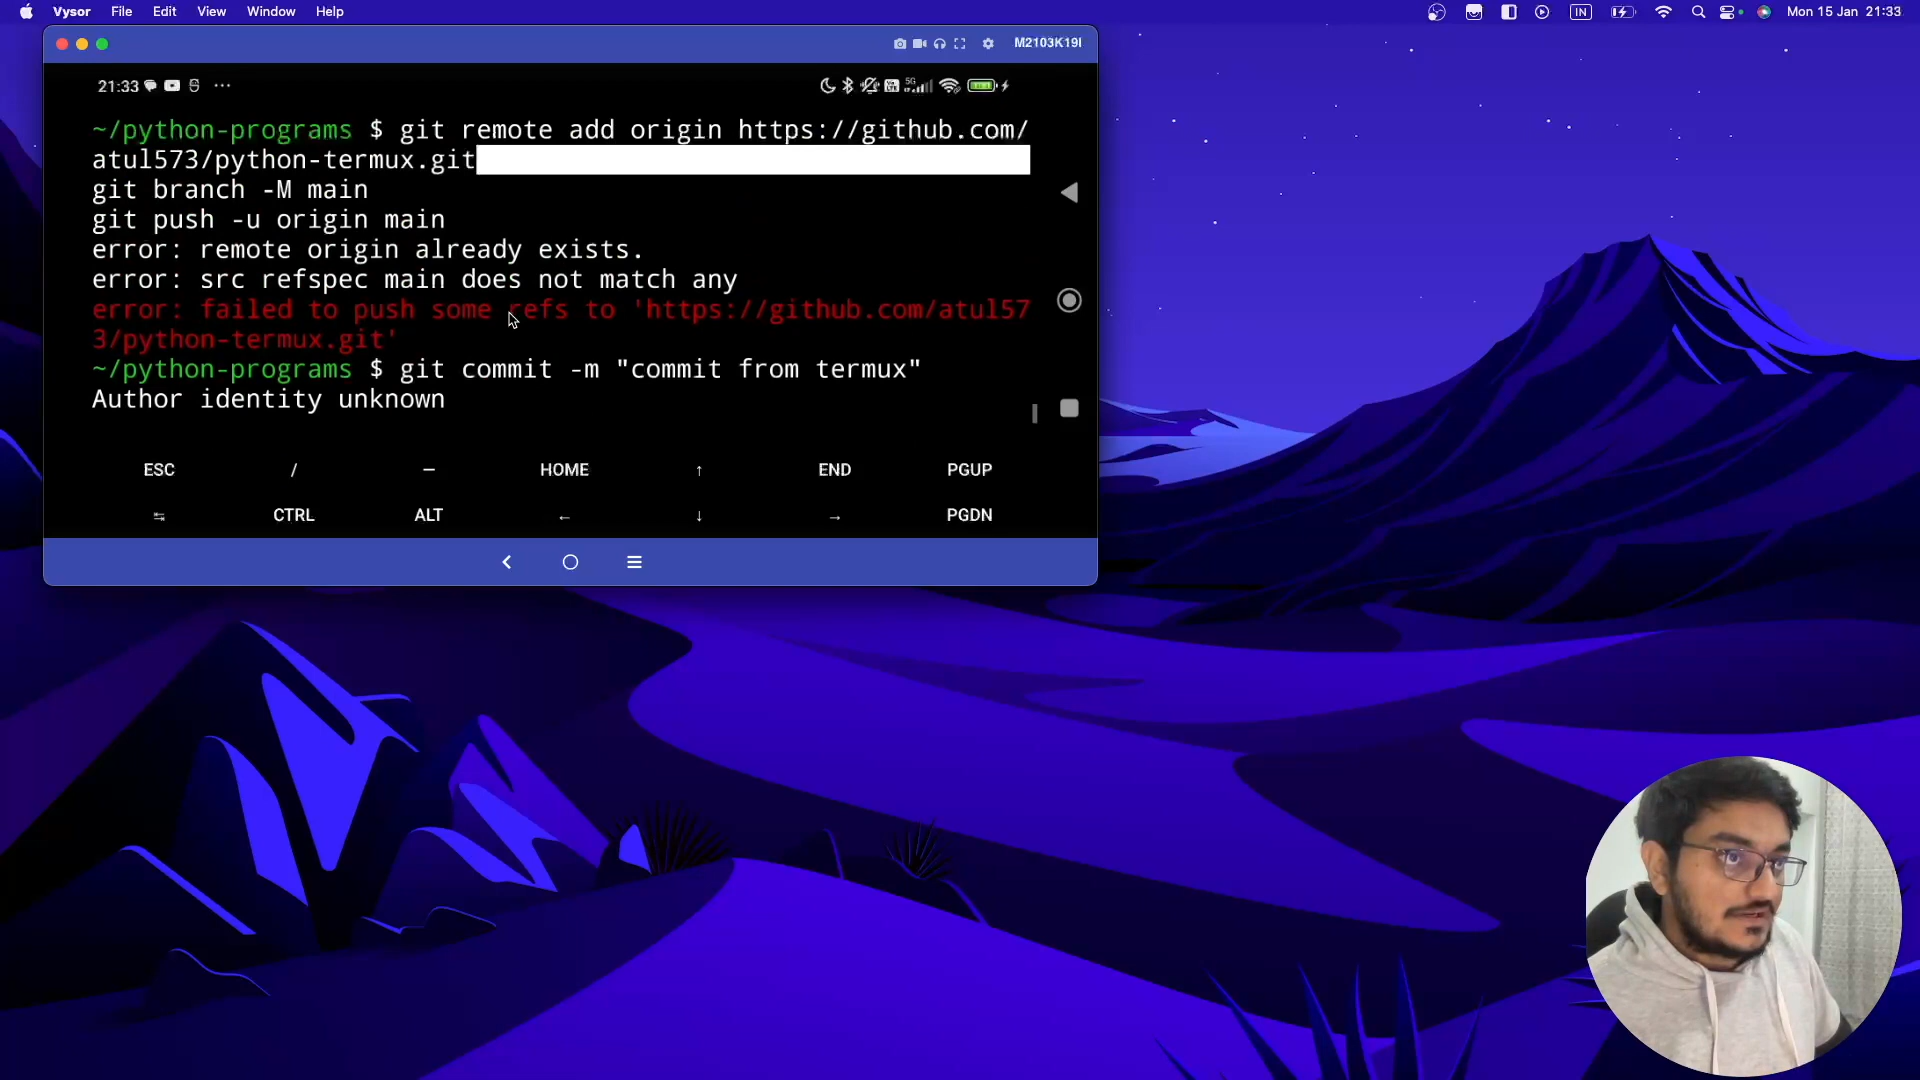 Vysor File Edit View Window Help
IN Mon 15 Jan 21:33
M2103K19I
21:33 ...
5G
~/python-programs $ git remote add origin https://github.com/
atul573/python-termux.git
git branch -M main
git push -u origin main
error: remote origin already exists.
error: src refspec main does not match any
error: failed to push some refs to 'https://github.com/atul57
3/python-termux.git'
~/python-programs $ git commit -m "commit from termux"
Author identity unknown
ESC / — HOME ↑ END PGUP
↹ CTRL ALT ← ↓ → PGDN